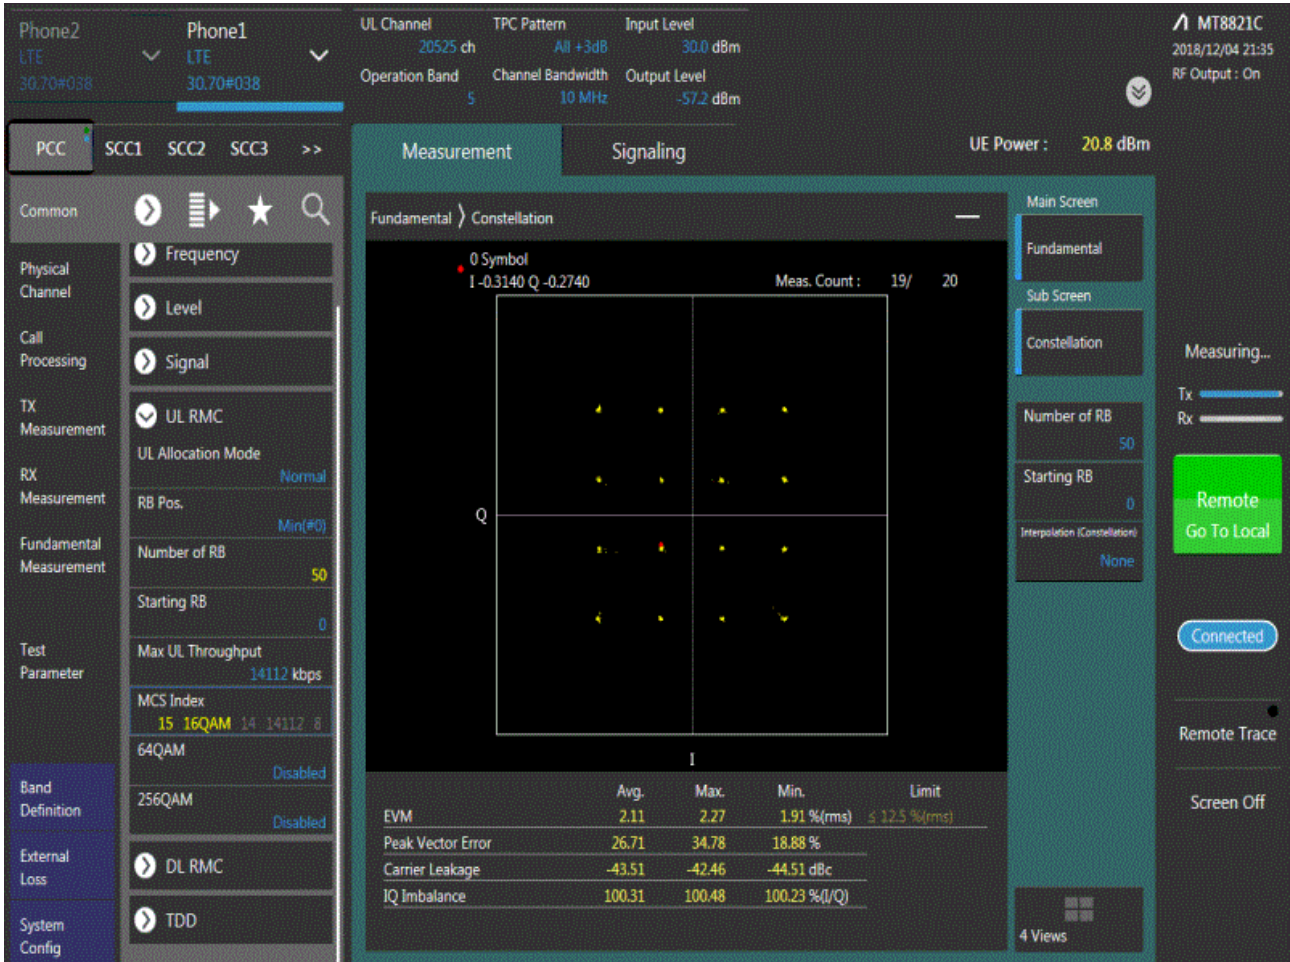 Phone2
LTE
30.70#038
Phone1
LTE
30.70#038
UL Channel
20525 ch
TPC Pattern
All +3dB
Input Level
30.0 dBm
Operation Band
5
Channel Bandwidth
10 MHz
Output Level
-57.2 dBm
MT8821C
2018/12/04 21:35
RF Output : On
PCC SCC1 SCC2 SCC3 >>
Measurement
Signaling
UE Power : 20.8 dBm
Common
Physical
Channel
Call
Processing
TX
Measurement
RX
Measurement
Fundamental
Measurement
Test
Parameter
Band
Definition
External
Loss
System
Config
Frequency
Level
Signal
UL RMC
UL Allocation Mode
Normal
RB Pos.
Min(#0)
Number of RB
50
Starting RB
0
Max UL Throughput
14112 kbps
MCS Index
15 16QAM 14 14112 8
64QAM
Disabled
256QAM
Disabled
DL RMC
TDD
Fundamental 〉 Constellation
0 Symbol
I -0.3140 Q -0.2740
Meas. Count : 19/ 20
Q
I
Avg. Max. Min. Limit
EVM 2.11 2.27 1.91 %(rms) ≤ 12.5 %(rms)
Peak Vector Error 26.71 34.78 18.88 %
Carrier Leakage -43.51 -42.46 -44.51 dBc
IQ Imbalance 100.31 100.48 100.23 %(I/Q)
Main Screen
Fundamental
Sub Screen
Constellation
Number of RB
50
Starting RB
0
Interpolation (Constellation)
None
4 Views
Measuring...
Tx
Rx
Remote
Go To Local
Connected
Remote Trace
Screen Off